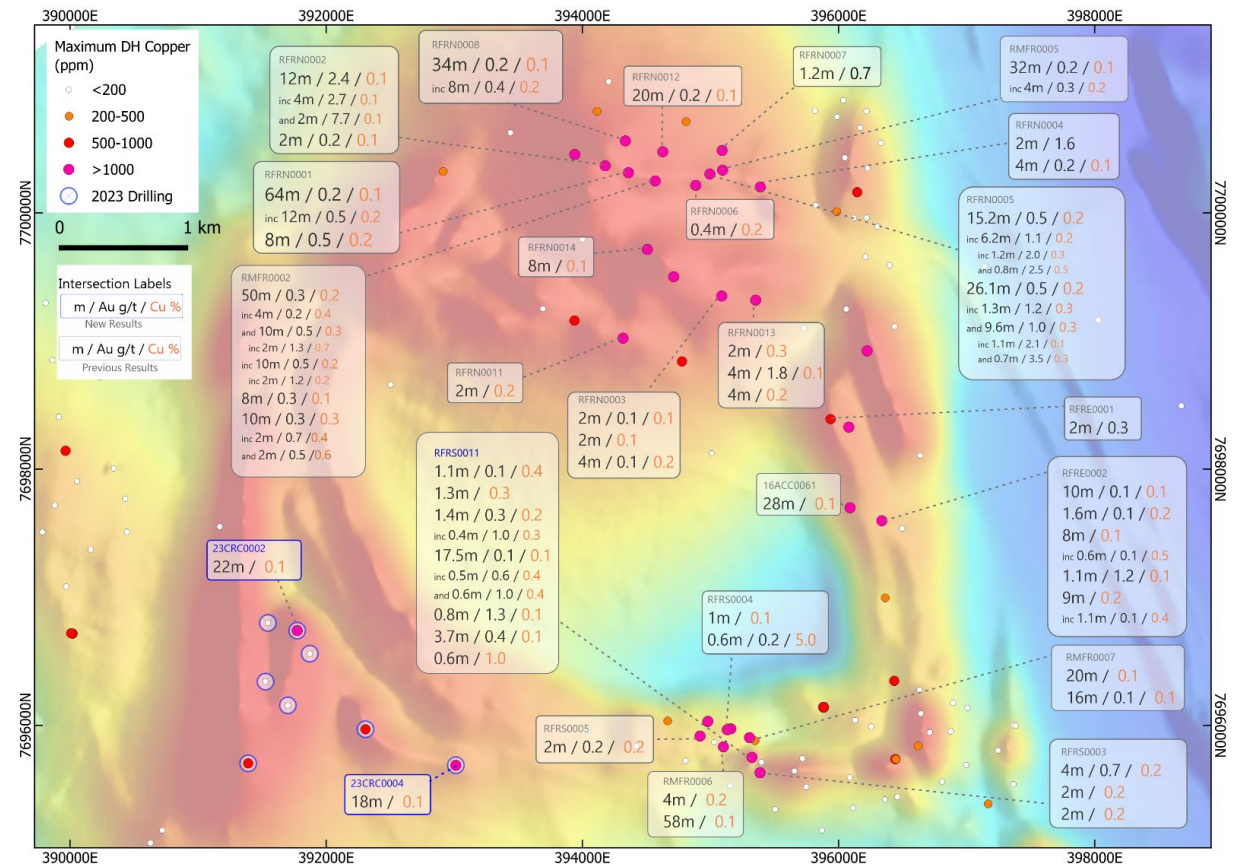 390000E
392000E
394000E
396000E
398000E
Maximum DH Copper
(ppm)
<200
200-500
500-1000
>1000
2023 Drilling
0
1 km
Intersection Labels
m / Au g/t / Cu %
New Results
m / Au g/t / Cu %
Previous Results
RFRN0002
12m / 2.4 / 0.1
inc 4m / 2.7 / 0.1
and 2m / 7.7 / 0.1
2m / 0.2 / 0.1
RFRN0008
34m / 0.2 / 0.1
inc 8m / 0.4 / 0.2
RFRN0012
20m / 0.2 / 0.1
RFRN0007
1.2m / 0.7
RMFR0005
32m / 0.2 / 0.1
inc 4m / 0.3 / 0.2
RFRN0004
2m / 1.6
4m / 0.2 / 0.1
RFRN0001
64m / 0.2 / 0.1
inc 12m / 0.5 / 0.2
8m / 0.5 / 0.2
RFRN0006
0.4m / 0.2
RFRN0005
15.2m / 0.5 / 0.2
inc 6.2m / 1.1 / 0.2
inc 1.2m / 2.0 / 0.3
and 0.8m / 2.5 / 0.5
26.1m / 0.5 / 0.2
inc 1.3m / 1.2 / 0.3
and 9.6m / 1.0 / 0.3
inc 1.1m / 2.1 / 0.1
and 0.7m / 3.5 / 0.3
RFRN0014
8m / 0.1
RMFR0002
50m / 0.3 / 0.2
inc 4m / 0.2 / 0.4
and 10m / 0.5 / 0.3
inc 2m / 1.3 / 0.7
inc 10m / 0.5 / 0.2
inc 2m / 1.2 / 0.2
8m / 0.3 / 0.1
10m / 0.3 / 0.3
inc 2m / 0.7 /0.4
and 2m / 0.5 /0.6
RFRN0013
2m / 0.3
4m / 1.8 / 0.1
4m / 0.2
RFRN0011
2m / 0.2
RFRN0003
2m / 0.1 / 0.1
2m / 0.1
4m / 0.1 / 0.2
RFRE0001
2m / 0.3
RFRS0011
1.1m / 0.1 / 0.4
1.3m / 0.3
1.4m / 0.3 / 0.2
inc 0.4m / 1.0 / 0.3
17.5m / 0.1 / 0.1
inc 0.5m / 0.6 / 0.4
and 0.6m / 1.0 / 0.4
0.8m / 1.3 / 0.1
3.7m / 0.4 / 0.1
0.6m / 1.0
16ACC0061
28m / 0.1
RFRE0002
10m / 0.1 / 0.1
1.6m / 0.1 / 0.2
8m / 0.1
inc 0.6m / 0.1 / 0.5
1.1m / 1.2 / 0.1
9m / 0.2
inc 1.1m / 0.1 / 0.4
23CRC0002
22m / 0.1
RFRS0004
1m / 0.1
0.6m / 0.2 / 5.0
RMFR0007
20m / 0.1
16m / 0.1 / 0.1
RFRS0005
2m / 0.2 / 0.2
23CRC0004
18m / 0.1
RMFR0006
4m / 0.2
58m / 0.1
RFRS0003
4m / 0.7 / 0.2
2m / 0.2
2m / 0.2
7700000N
7698000N
7696000N
7700000N
7698000N
7696000N
390000E
392000E
394000E
396000E
398000E